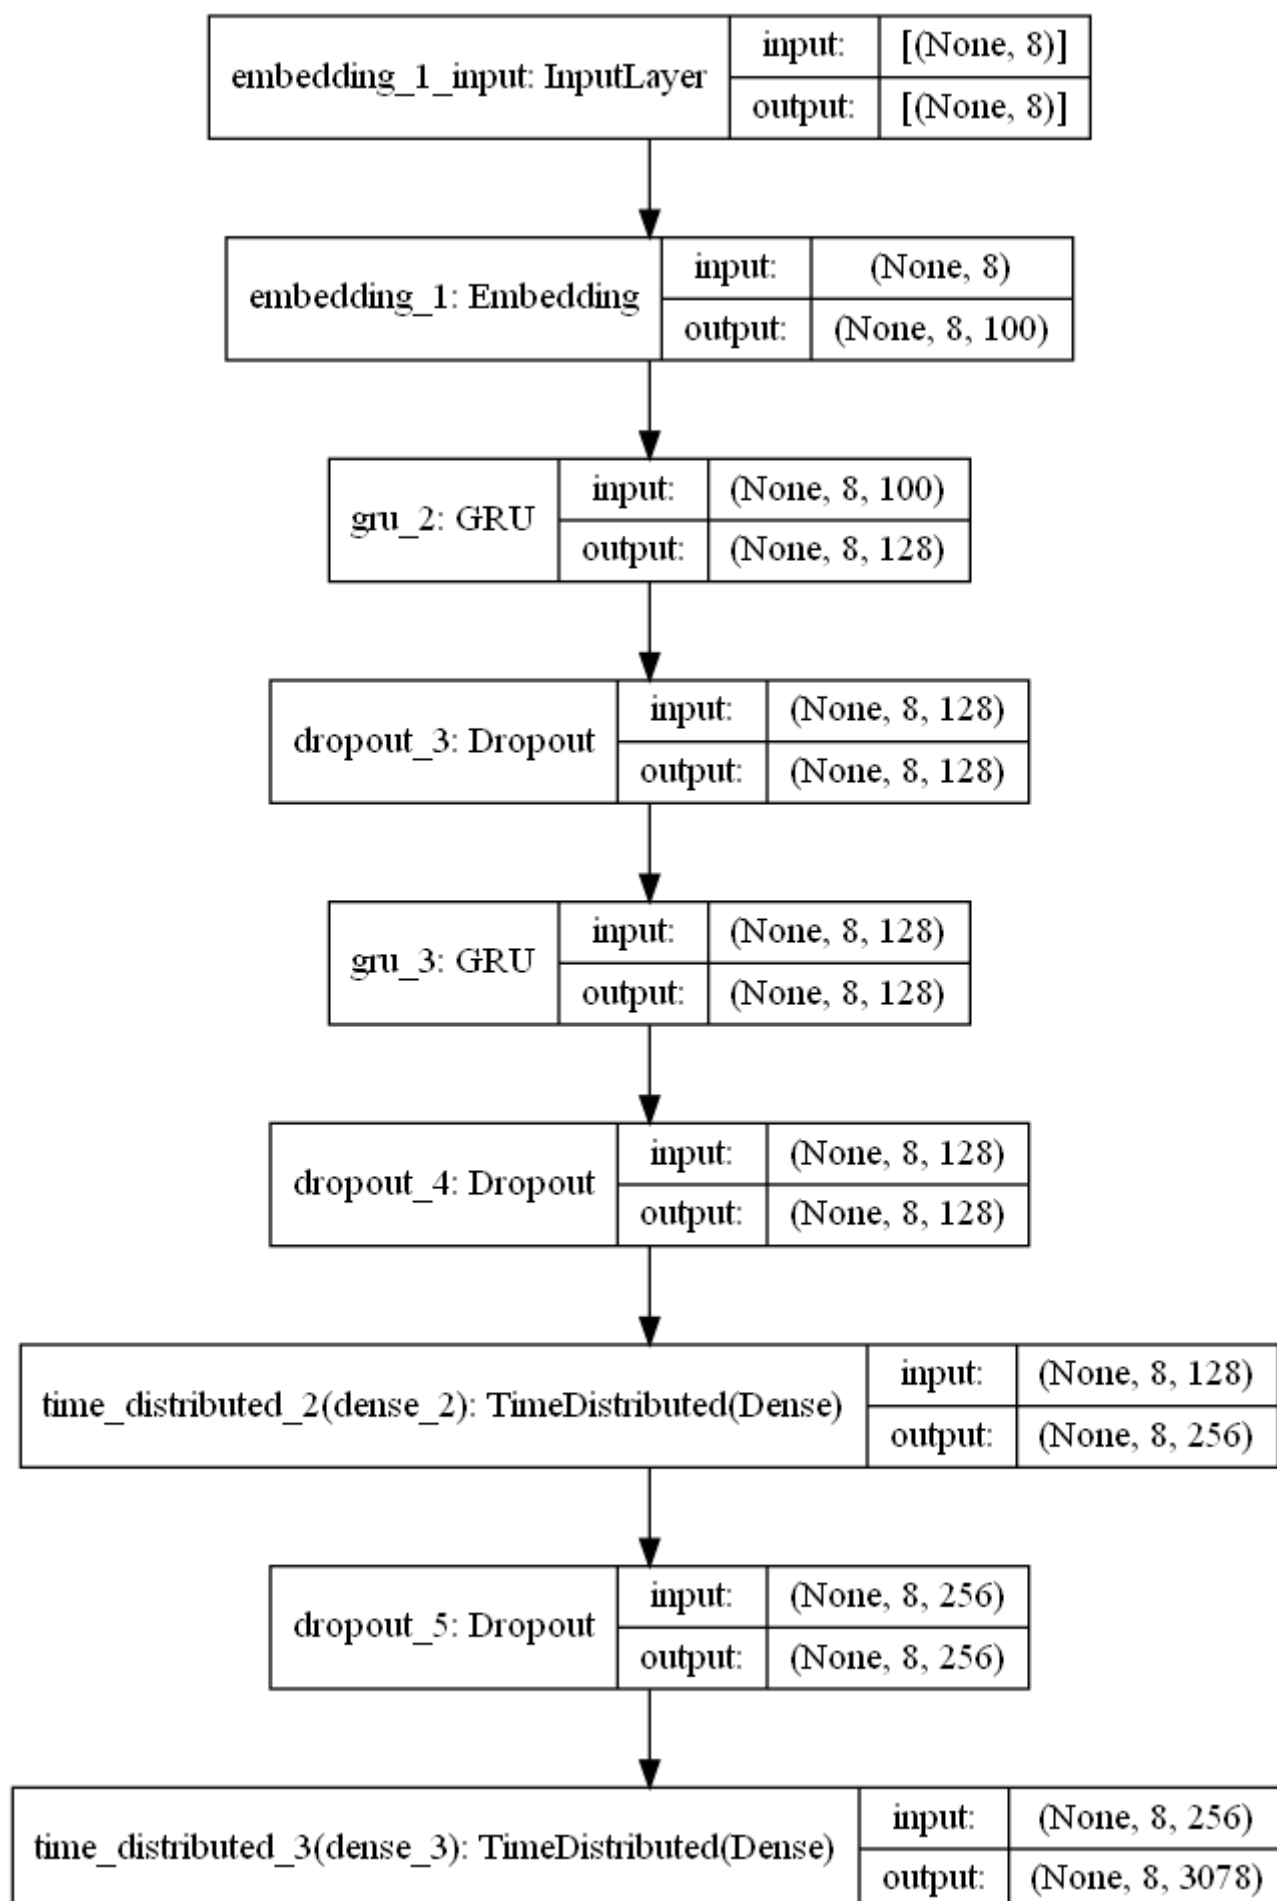 embedding_1_input: InputLayer
input: [(None, 8)]
output: [(None, 8)]
embedding_1: Embedding
input: (None, 8)
output: (None, 8, 100)
gru_2: GRU
input: (None, 8, 100)
output: (None, 8, 128)
dropout_3: Dropout
input: (None, 8, 128)
output: (None, 8, 128)
gru_3: GRU
input: (None, 8, 128)
output: (None, 8, 128)
dropout_4: Dropout
input: (None, 8, 128)
output: (None, 8, 128)
time_distributed_2(dense_2): TimeDistributed(Dense)
input: (None, 8, 128)
output: (None, 8, 256)
dropout_5: Dropout
input: (None, 8, 256)
output: (None, 8, 256)
time_distributed_3(dense_3): TimeDistributed(Dense)
input: (None, 8, 256)
output: (None, 8, 3078)